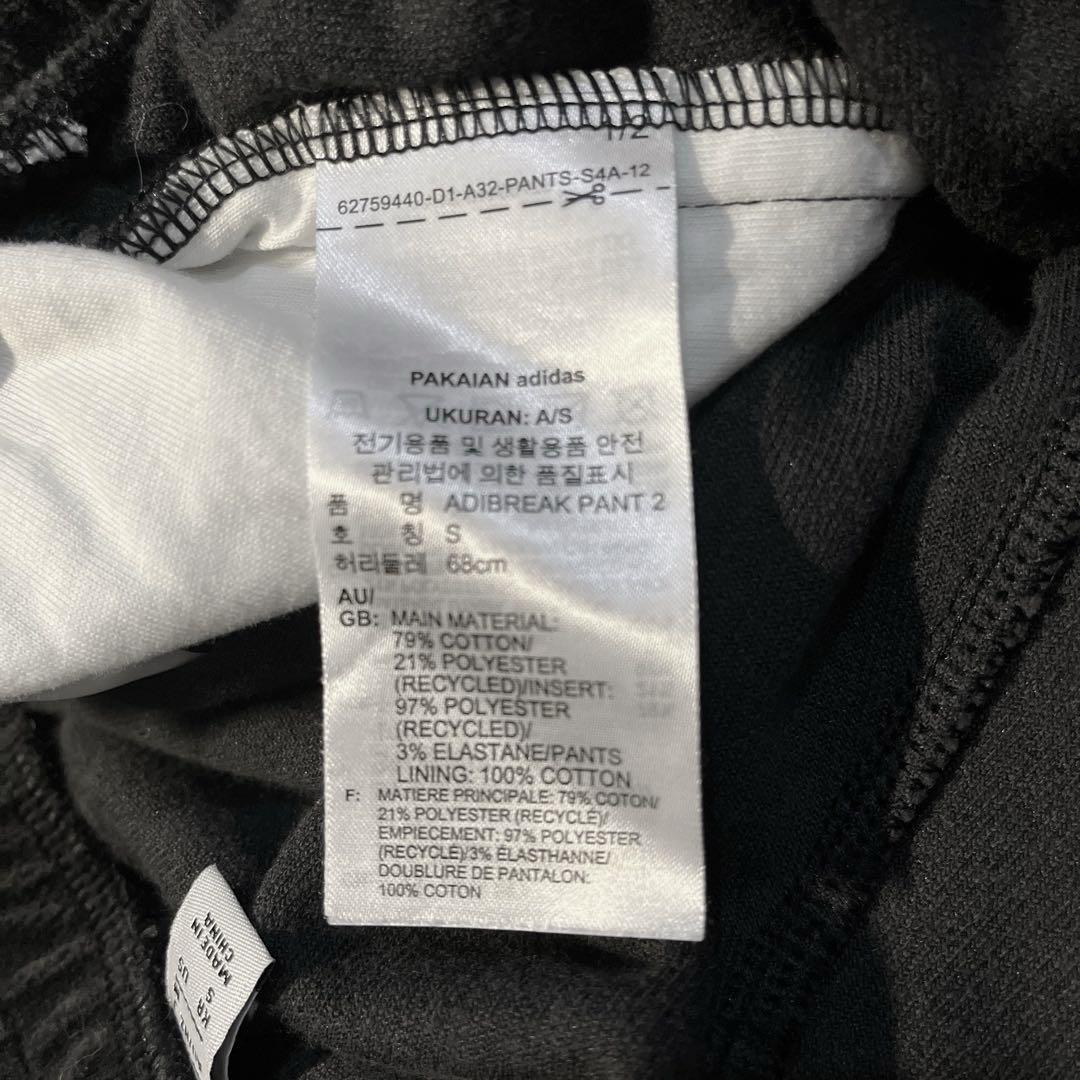 1/2
62759440-D1-A32-PANTS-S4A-12
PAKAIAN adidas
UKURAN: A/S
전기용품 및 생활용품 안전
관리법에 의한 품질표시
품 명 ADIBREAK PANT 2
호 칭 S
허리둘레 68cm
AU/
GB: MAIN MATERIAL:
79% COTTON/
21% POLYESTER
(RECYCLED)/INSERT:
97% POLYESTER
(RECYCLED)/
3% ELASTANE/PANTS
LINING: 100% COTTON
F: MATIERE PRINCIPALE: 79% COTON/
21% POLYESTER (RECYCLÉ)/
EMPIECEMENT: 97% POLYESTER
(RECYCLÉ)/3% ÉLASTHANNE/
DOUBLURE DE PANTALON:
100% COTON
MADE IN
CHINA
US
KR S